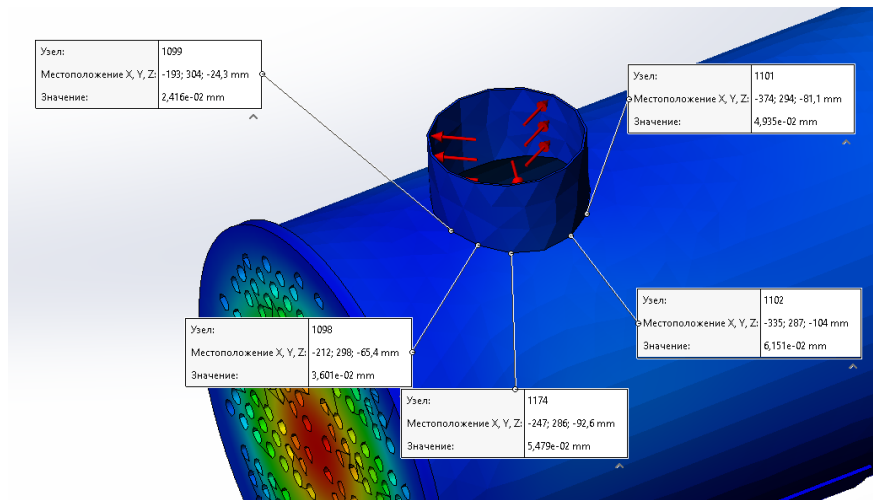 Узел: 1099
Местоположение X, Y, Z: -193; 304; -24,3 mm
Значение: 2,416e-02 mm
Узел: 1101
Местоположение X, Y, Z: -374; 294; -81,1 mm
Значение: 4,935e-02 mm
Узел: 1102
Местоположение X, Y, Z: -335; 287; -104 mm
Значение: 6,151e-02 mm
Узел: 1098
Местоположение X, Y, Z: -212; 298; -65,4 mm
Значение: 3,601e-02 mm
Узел: 1174
Местоположение X, Y, Z: -247; 286; -92,6 mm
Значение: 5,479e-02 mm